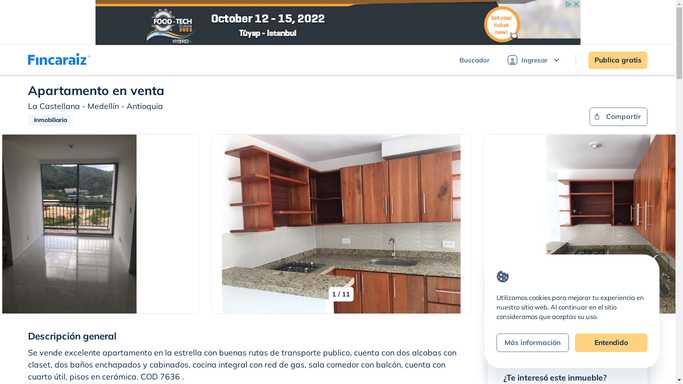 FOOD-TECH
October 12 - 15, 2022
Tüyap - Istanbul
Get your
ticket
now!
Fincaraiz
Buscador
Ingresar
Publica gratis
Apartamento en venta
La Castellana - Medellín - Antioquia
Inmobiliaria
Compartir
1 / 11
Utilizamos cookies para mejorar tu experiencia en
nuestro sitio web. Al continuar en el sitio
consideramos que aceptas su uso.
Más información
Entendido
Descripción general
Se vende excelente apartamento en la estrella con buenas rutas de transporte publico, cuenta con dos alcobas con
claset, dos baños enchapados y cabinados, cocina integral con red de gas, sala comedor con balcón, cuenta con
cuarto útil, pisos en cerámica. COD 7636 .
¿Te interesó este inmueble?